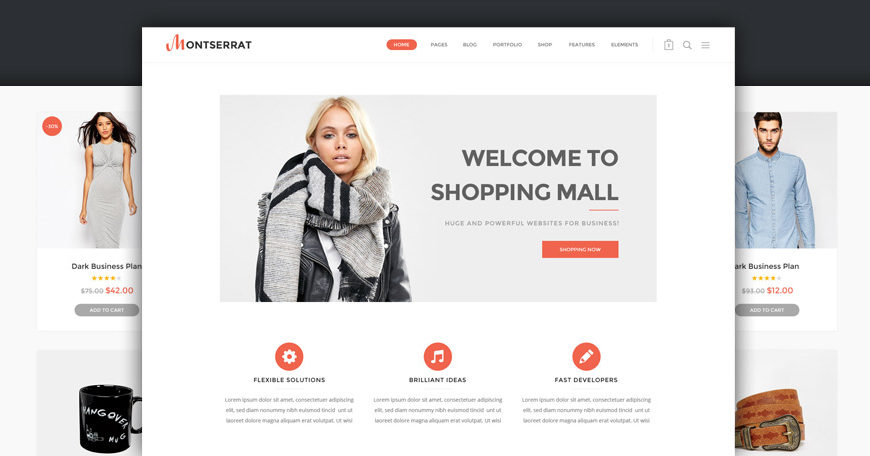 MONTSERRAT
HOME PAGES BLOG PORTFOLIO SHOP FEATURES ELEMENTS
WELCOME TO
SHOPPING MALL
HUGE AND POWERFUL WEBSITES FOR BUSINESS!
SHOPPING NOW
-30%
Dark Business Plan
$75.00 $42.00
ADD TO CART
HANGOVER
MUG
ark Business Plan
$93.00 $12.00
ADD TO CART
FLEXIBLE SOLUTIONS
Lorem ipsum dolor sit amet, consectetuer adipiscing
elit, sed diam nonummy nibh euismod tincid unt ut
laoreet dolore magna aliquam erat volutpat. Ut wisi
BRILLIANT IDEAS
Lorem ipsum dolor sit amet, consectetuer adipiscing
elit, sed diam nonummy nibh euismod tincid unt ut
laoreet dolore magna aliquam erat volutpat. Ut wisi
FAST DEVELOPERS
Lorem ipsum dolor sit amet, consectetuer adipiscing
elit, sed diam nonummy nibh euismod tincid unt ut
laoreet dolore magna aliquam erat volutpat. Ut wisi